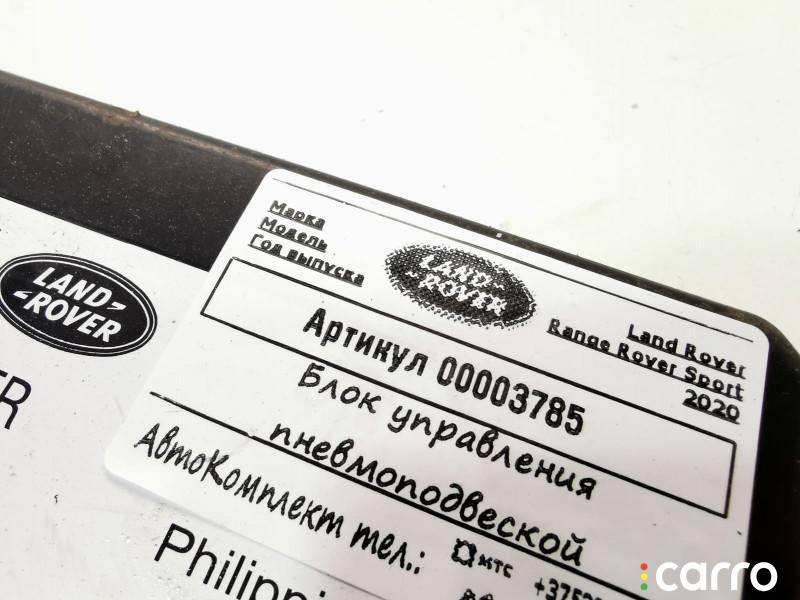 Марка
Модель
Год выпуска
LAND
ROVER
Land Rover
Range Rover Sport
2020
Артикул 00003785
Блок управления
пневмоподвеской
АвтоКомплект тел.:
мтс
LAND
ROVER
ER
carro